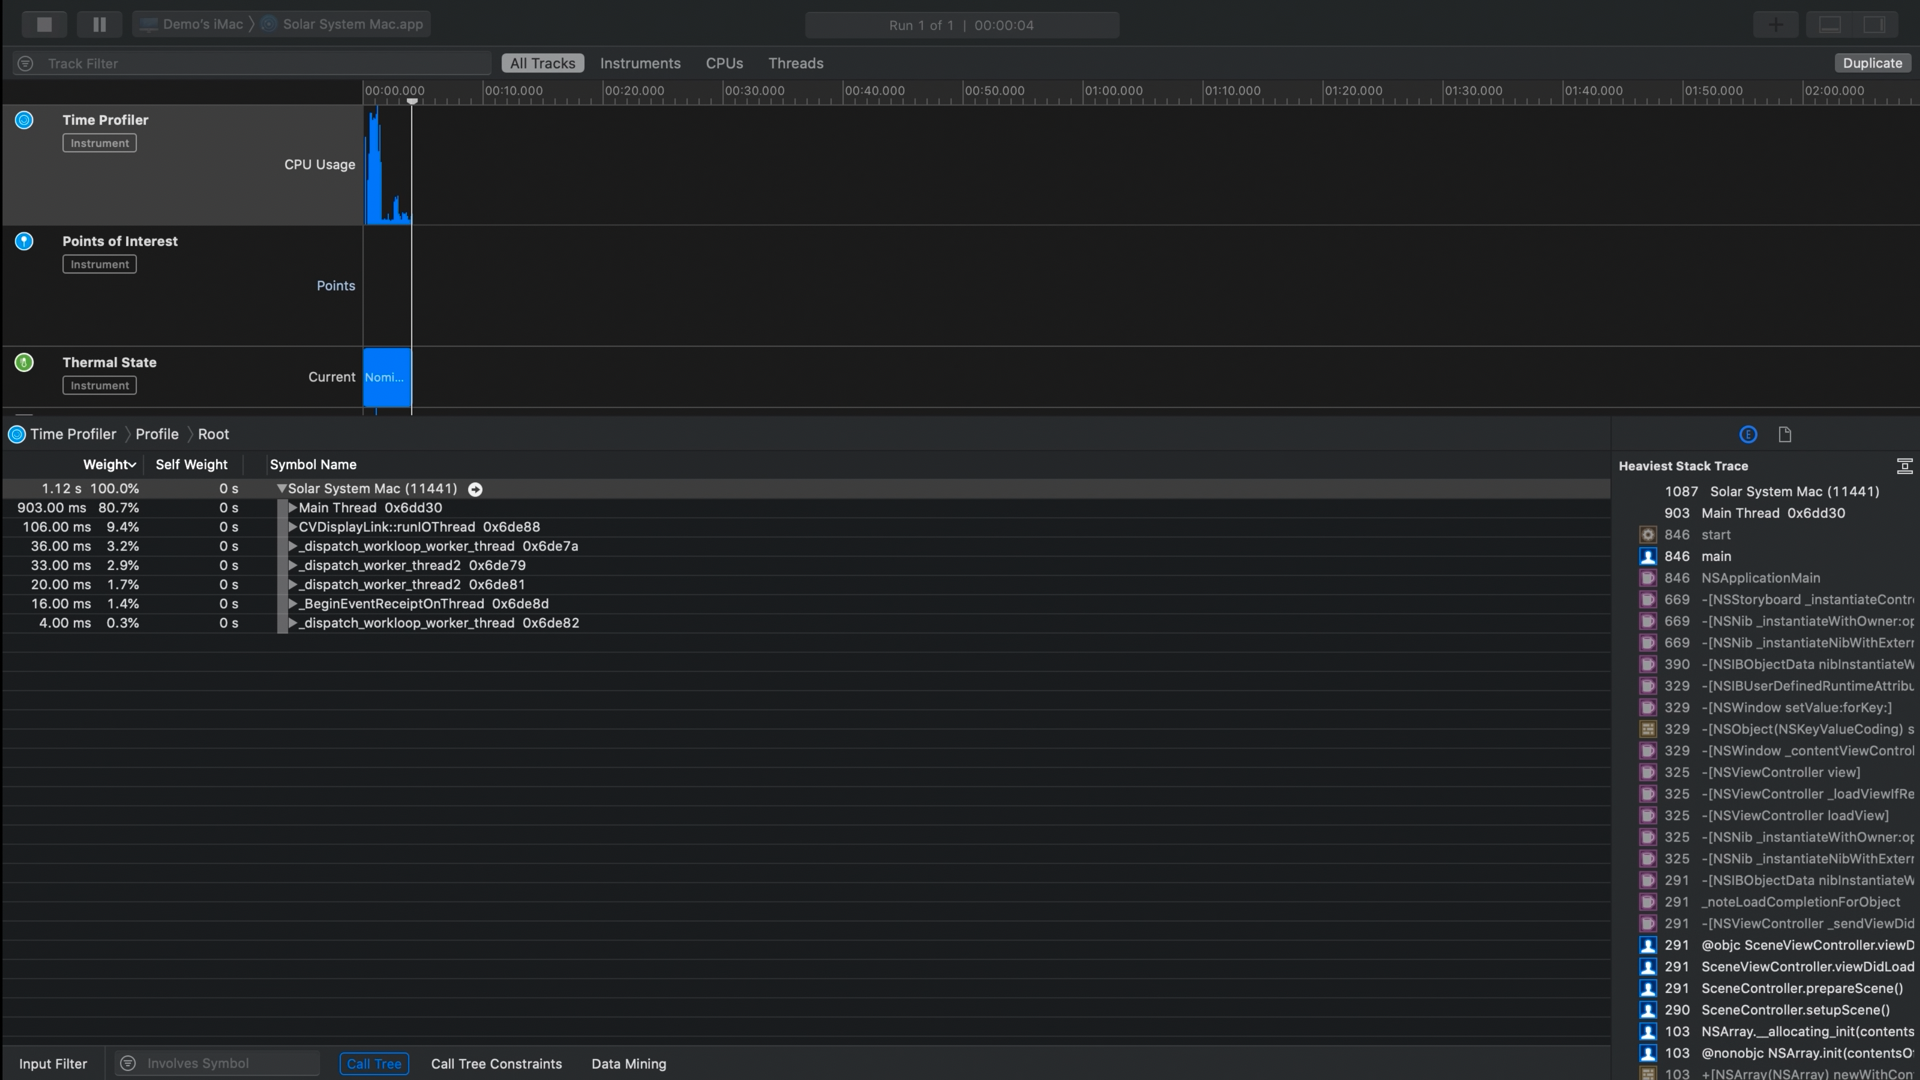 Demo's iMac
Solar System Mac.app
Run 1 of 1 | 00:00:04
Track Filter
All Tracks
Instruments
CPUs
Threads
Duplicate
00:00.000
00:10.000
00:20.000
00:30.000
00:40.000
00:50.000
01:00.000
01:10.000
01:20.000
01:30.000
01:40.000
01:50.000
02:00.000
Time Profiler
Instrument
CPU Usage
Points of Interest
Instrument
Points
Thermal State
Instrument
Current
Nomi...
Time Profiler
Profile
Root
Weight Self Weight Symbol Name
1.12 s 100.0% 0 s Solar System Mac (11441)
903.00 ms 80.7% 0 s Main Thread 0x6dd30
106.00 ms 9.4% 0 s CVDisplayLink::runIOThread 0x6de88
36.00 ms 3.2% 0 s _dispatch_workloop_worker_thread 0x6de7a
33.00 ms 2.9% 0 s _dispatch_worker_thread2 0x6de79
20.00 ms 1.7% 0 s _dispatch_worker_thread2 0x6de81
16.00 ms 1.4% 0 s _BeginEventReceiptOnThread 0x6de8d
4.00 ms 0.3% 0 s _dispatch_workloop_worker_thread 0x6de82
Heaviest Stack Trace
1087 Solar System Mac (11441)
903 Main Thread 0x6dd30
846 start
846 main
846 NSApplicationMain
669 -[NSStoryboard _instantiateContr
669 -[NSNib _instantiateWithOwner:op
669 -[NSNib _instantiateNibWithExterr
390 -[NSIBObjectData nibInstantiateW
329 -[NSIBUserDefinedRuntimeAttribu
329 -[NSWindow setValue:forKey:]
329 -[NSObject(NSKeyValueCoding) s
329 -[NSWindow _contentViewControl
325 -[NSViewController view]
325 -[NSViewController _loadViewIfRe
325 -[NSViewController loadView]
325 -[NSNib _instantiateWithOwner:op
325 -[NSNib _instantiateNibWithExterr
291 -[NSIBObjectData nibInstantiateW
291 _noteLoadCompletionForObject
291 -[NSViewController _sendViewDid
291 @objc SceneViewController.viewD
291 SceneViewController.viewDidLoad
291 SceneController.prepareScene()
290 SceneController.setupScene()
103 NSArray.__allocating_init(contents
103 @nonobjc NSArray.init(contentsO
103 +[NSArray(NSArray) newWithCon
Input Filter
Involves Symbol
Call Tree
Call Tree Constraints
Data Mining